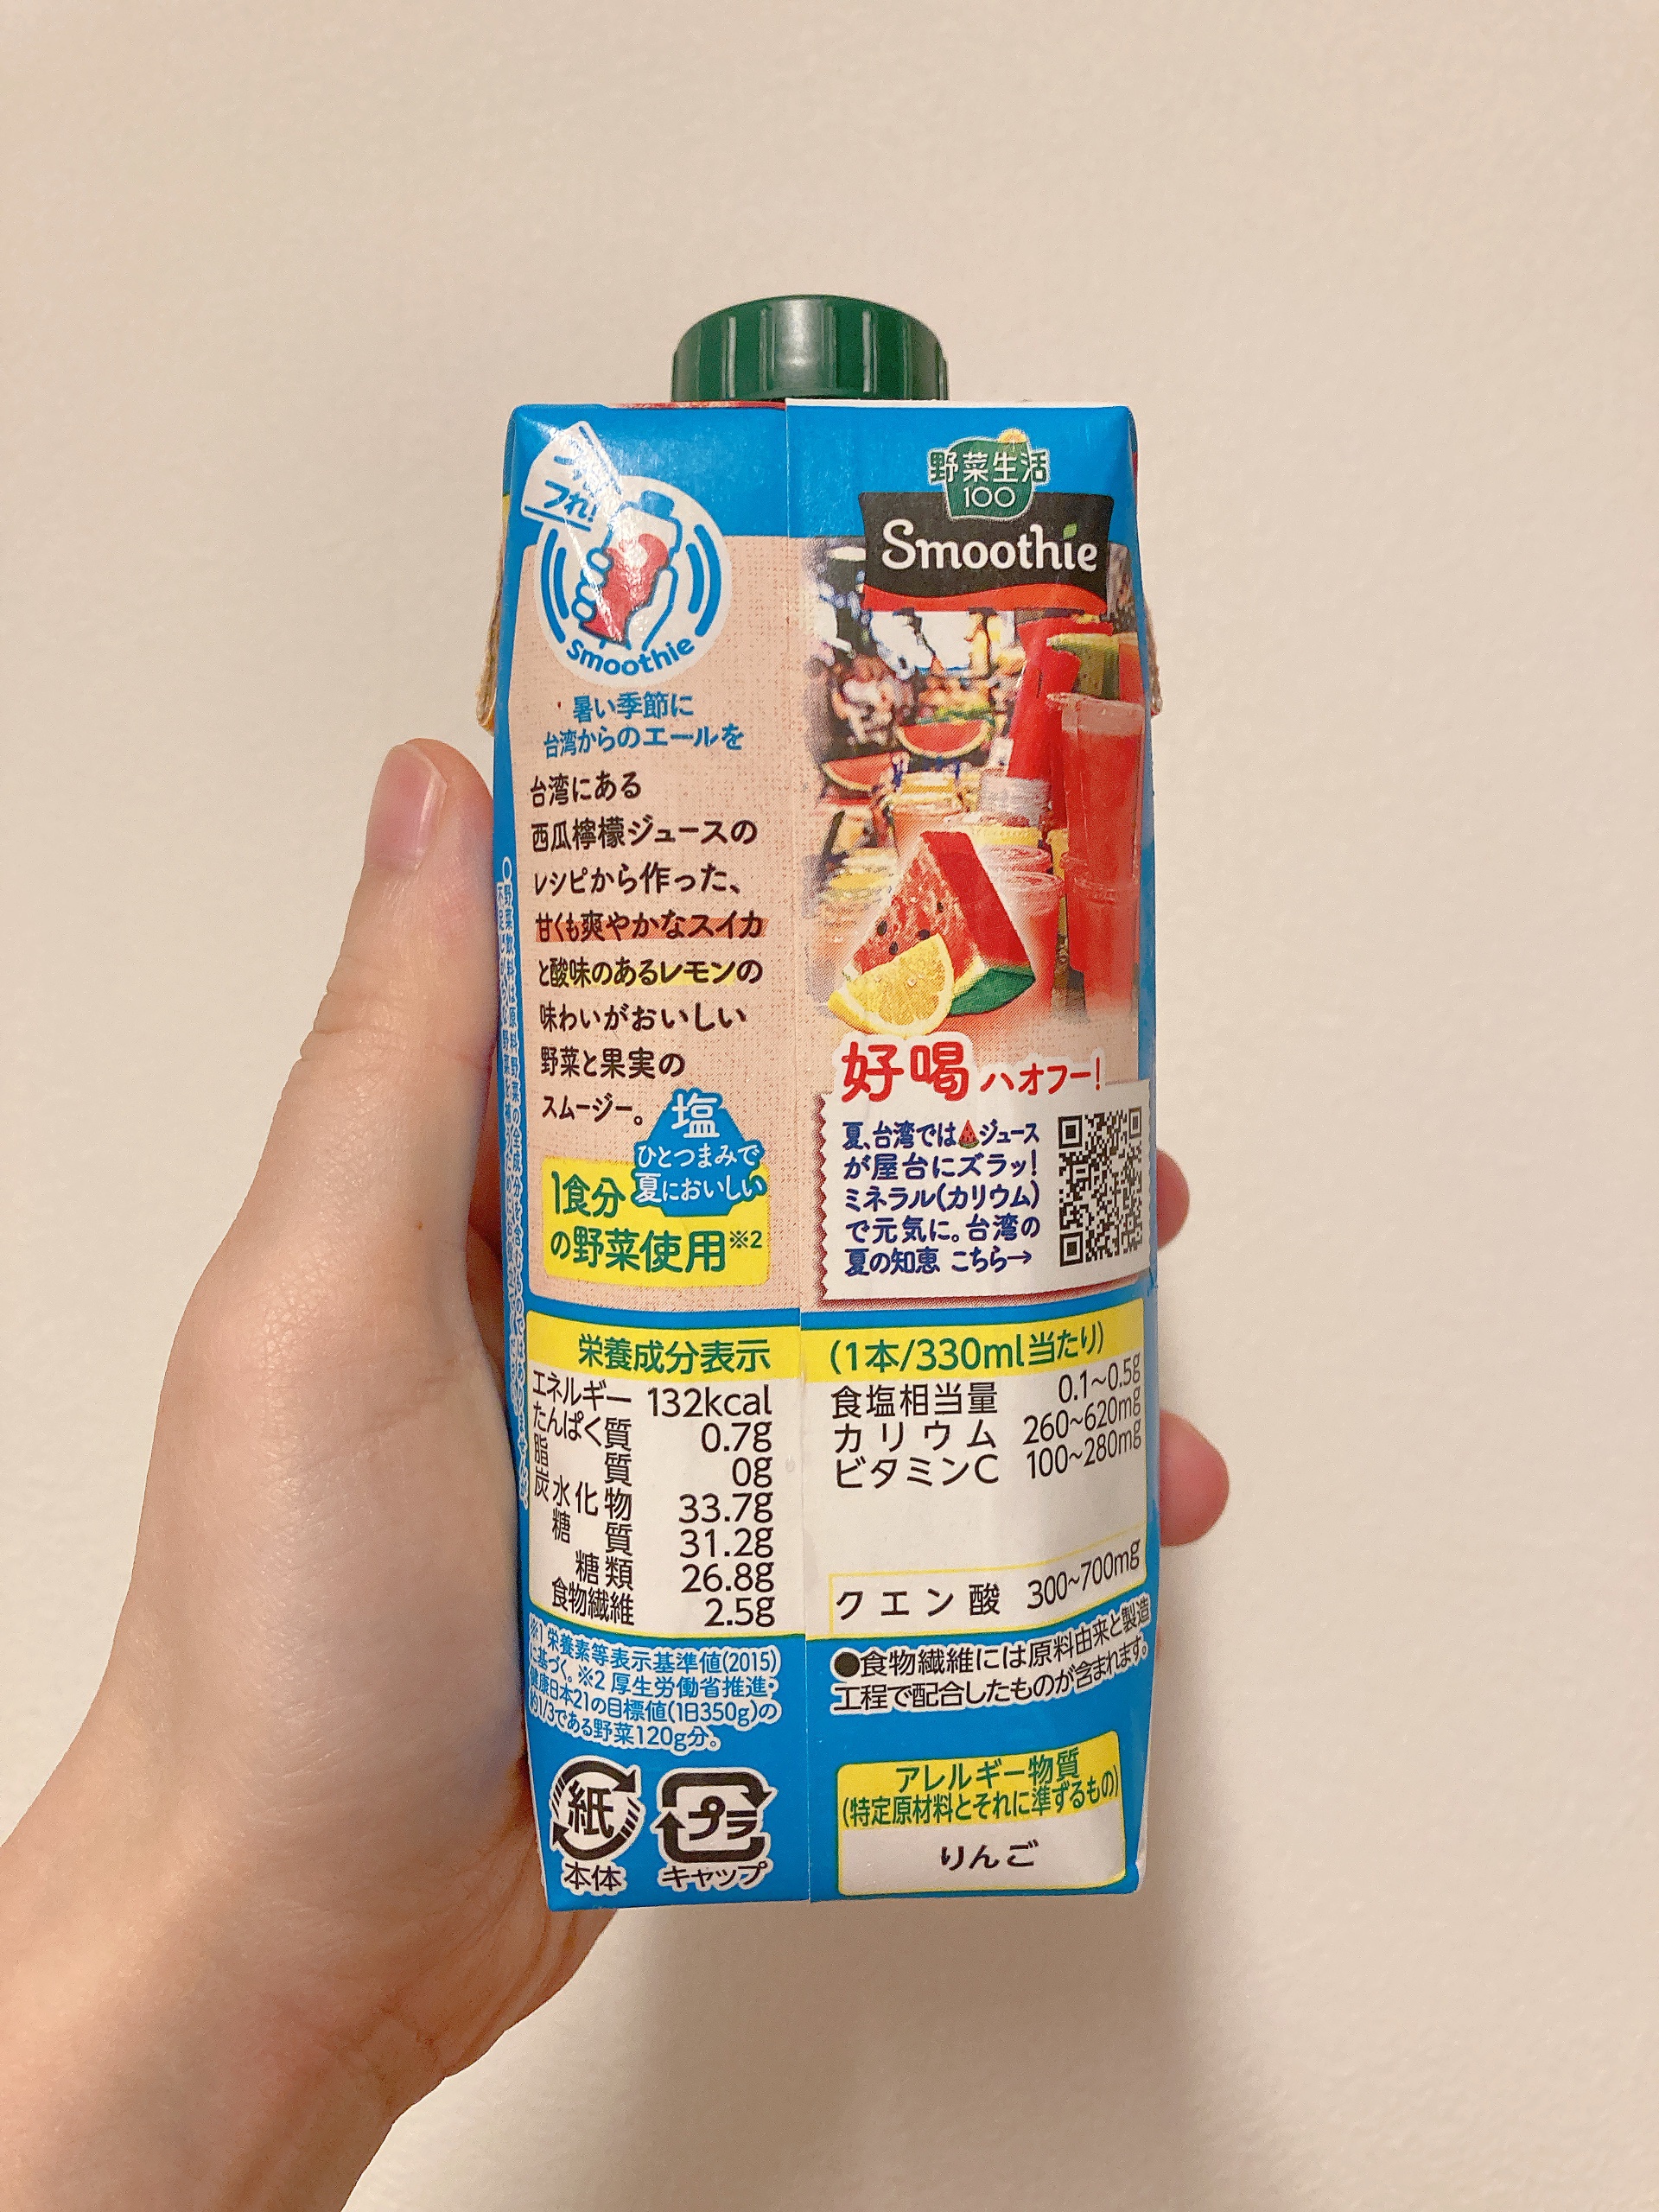 フレ!
Smoothie
暑い季節に
台湾からのエールを
台湾にある
西瓜檸檬ジュースの
レシピから作った、
甘くも爽やかなスイカ
と酸味のあるレモンの
味わいがおいしい
野菜と果実の
スムージー。
塩
ひとつまみで
夏においしい
1食分
の野菜使用※2
野菜生活
100
Smoothie
好喝 ハオフー!
夏、台湾ではジュース
が屋台にズラッ!
ミネラル(カリウム)
で元気に。台湾の
夏の知恵 こちら→
栄養成分表示 (1本/330ml当たり)
エネルギー 132kcal
たんぱく質 0.7g
脂質 0g
炭水化物 33.7g
糖質 31.2g
糖類 26.8g
食物繊維 2.5g
食塩相当量 0.1~0.5g
カリウム 260~620mg
ビタミンC 100~280mg
クエン酸 300~700mg
※1 栄養素等表示基準値(2015)
に基づく。※2 厚生労働省推進・
健康日本21の目標値(1日350g)の
約1/3である野菜120g分。
●食物繊維には原料由来と製造
工程で配合したものが含まれます。
紙
本体
プラ
キャップ
アレルギー物質
(特定原材料とそれに準ずるもの)
りんご